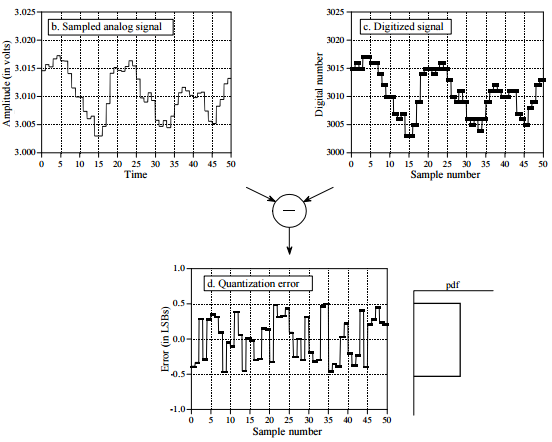 b. Sampled analog signal
Amplitude (in volts)
3.025
3.020
3.015
3.010
3.005
3.000
0 5 10 15 20 25 30 35 40 45 50
Time
c. Digitized signal
Digital number
3025
3020
3015
3010
3005
3000
0 5 10 15 20 25 30 35 40 45 50
Sample number
d. Quantization error
Error (in LSBs)
1.0
0.5
0.0
-0.5
-1.0
0 5 10 15 20 25 30 35 40 45 50
Sample number
pdf